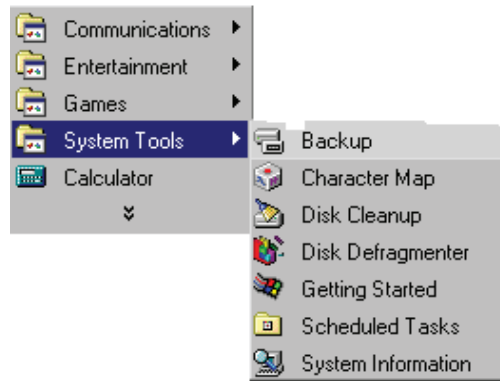 Communications
Entertainment
Games
System Tools
Calculator
Backup
Character Map
Disk Cleanup
Disk Defragmenter
Getting Started
Scheduled Tasks
System Information